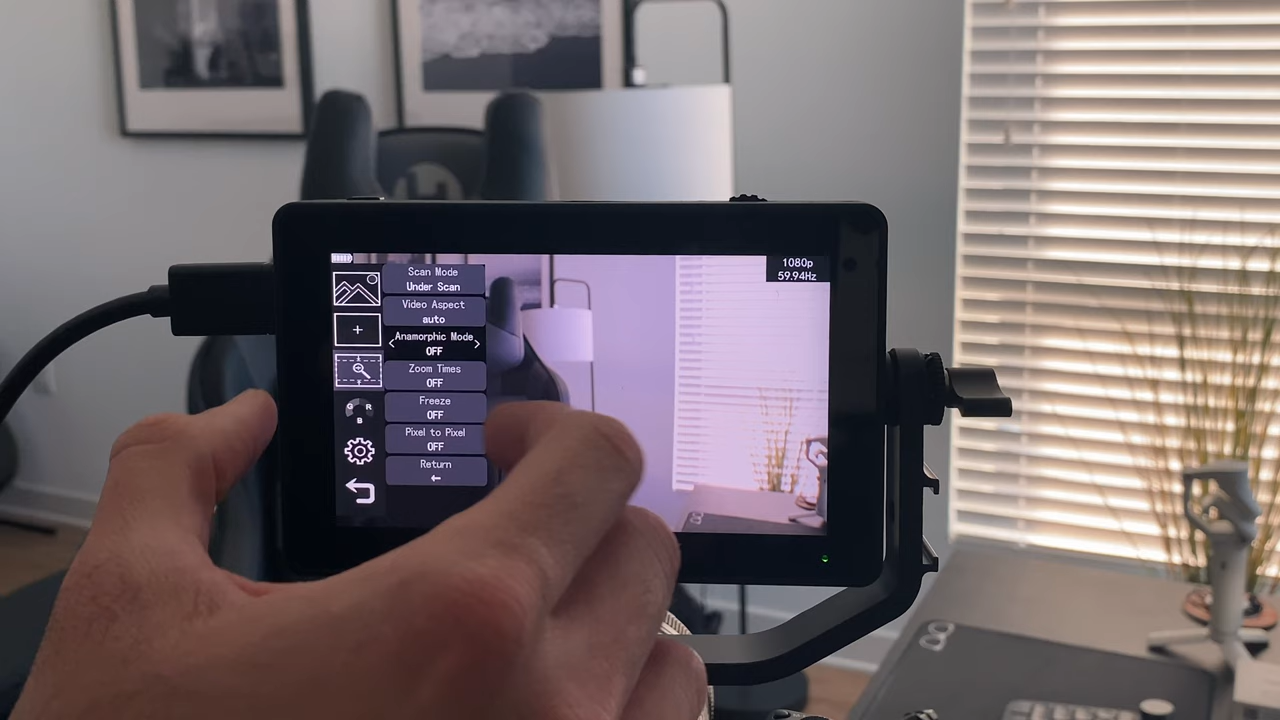 1080p
59.94Hz
Scan Mode
Under Scan
Video Aspect
auto
Anamorphic Mode
< OFF >
Zoom Times
OFF
Freeze
OFF
Pixel to Pixel
OFF
Return
←
G R
B